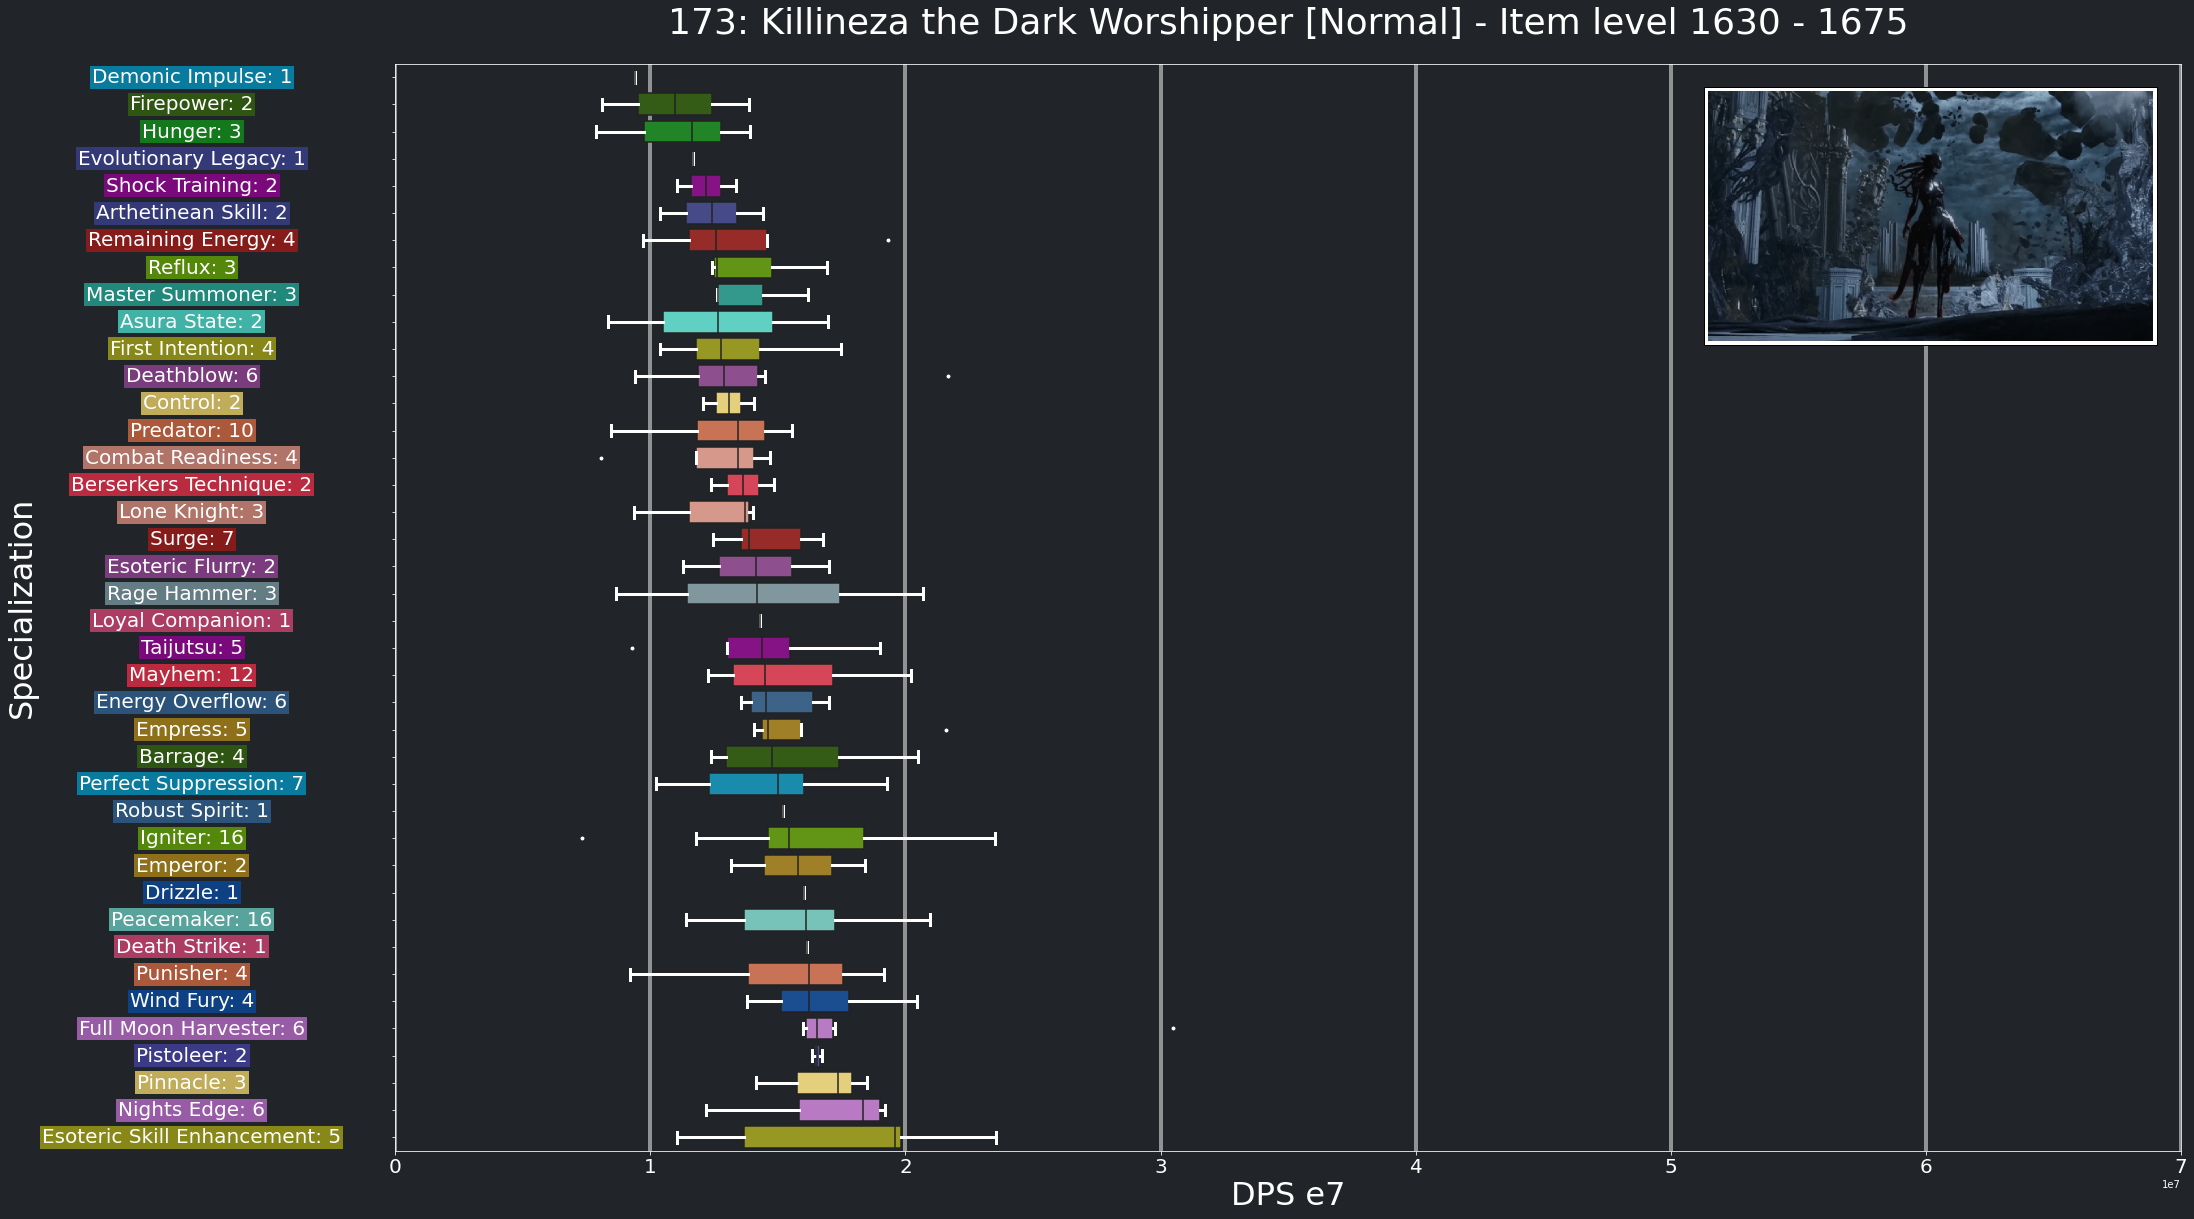 173: Killineza the Dark Worshipper [Normal] - Item level 1630 - 1675
Demonic Impulse: 1
Firepower: 2
Hunger: 3
Evolutionary Legacy: 1
Shock Training: 2
Arthetinean Skill: 2
Remaining Energy: 4
Reflux: 3
Master Summoner: 3
Asura State: 2
First Intention: 4
Deathblow: 6
Control: 2
Predator: 10
Combat Readiness: 4
Berserkers Technique: 2
Lone Knight: 3
Surge: 7
Esoteric Flurry: 2
Rage Hammer: 3
Loyal Companion: 1
Taijutsu: 5
Mayhem: 12
Energy Overflow: 6
Empress: 5
Barrage: 4
Perfect Suppression: 7
Robust Spirit: 1
Igniter: 16
Emperor: 2
Drizzle: 1
Peacemaker: 16
Death Strike: 1
Punisher: 4
Wind Fury: 4
Full Moon Harvester: 6
Pistoleer: 2
Pinnacle: 3
Nights Edge: 6
Esoteric Skill Enhancement: 5
Specialization
0 1 2 3 4 5 6 7
1e7
DPS e7